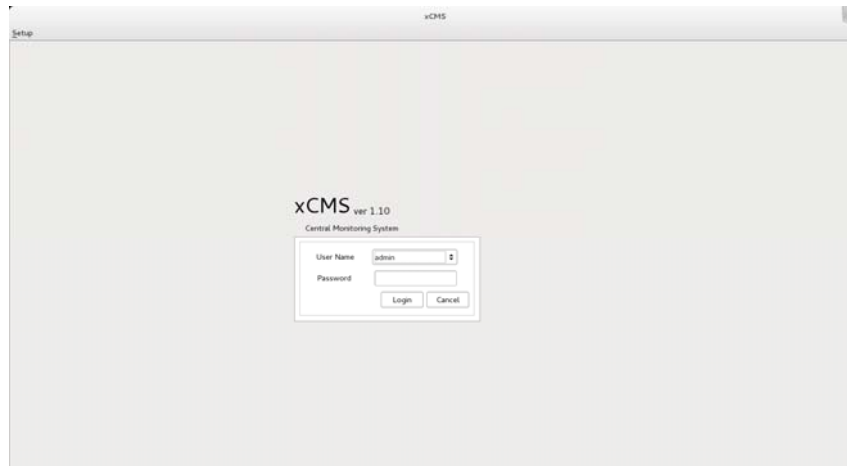 xCMS
Setup
xCMS ver 1.10
Central Monitoring System
User Name admin
Password
Login Cancel